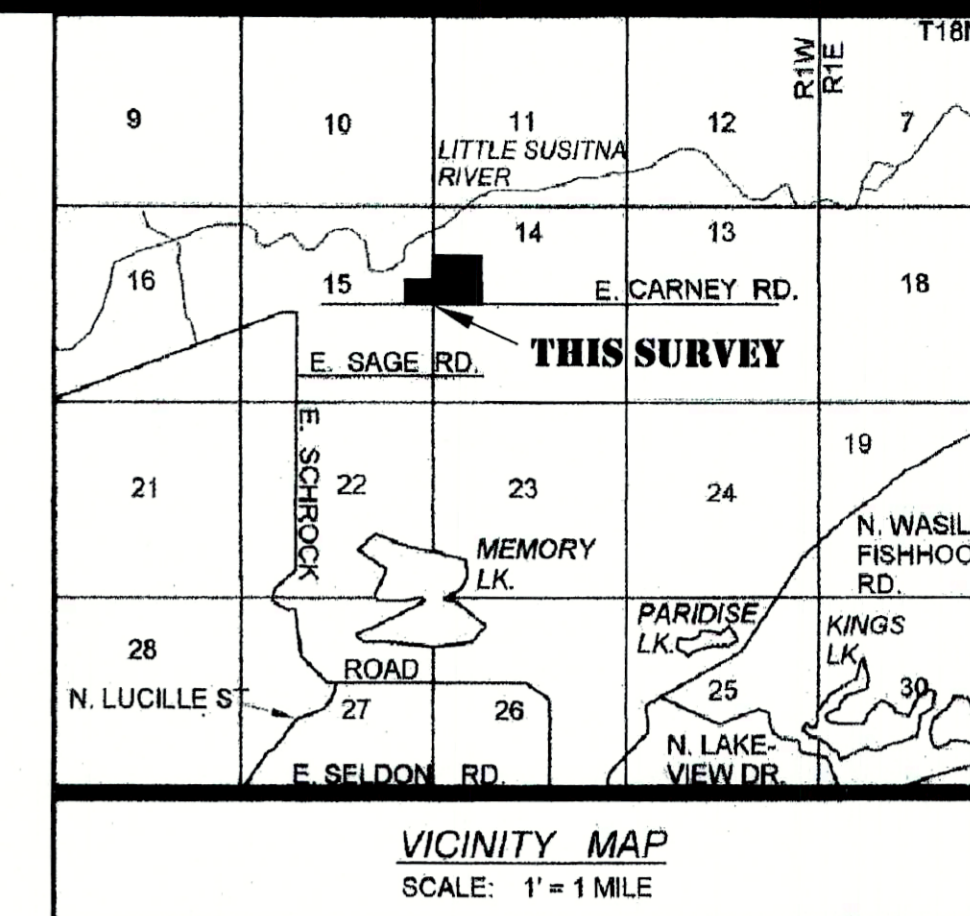 T18N
R1W
R1E
9
10
11
12
7
LITTLE SUSITNA
RIVER
16
15
14
13
18
E. CARNEY RD.
THIS SURVEY
E. SAGE RD.
E. SCHROCK
21
22
23
24
19
MEMORY
LK.
N. WASIL
FISHHOO
RD.
PARIDISE
LK.
KINGS
LK.
28
ROAD
N. LUCILLE ST
27
26
25
30
E. SELDON RD.
N. LAKE-
VIEW DR.
VICINITY MAP
SCALE: 1' = 1 MILE